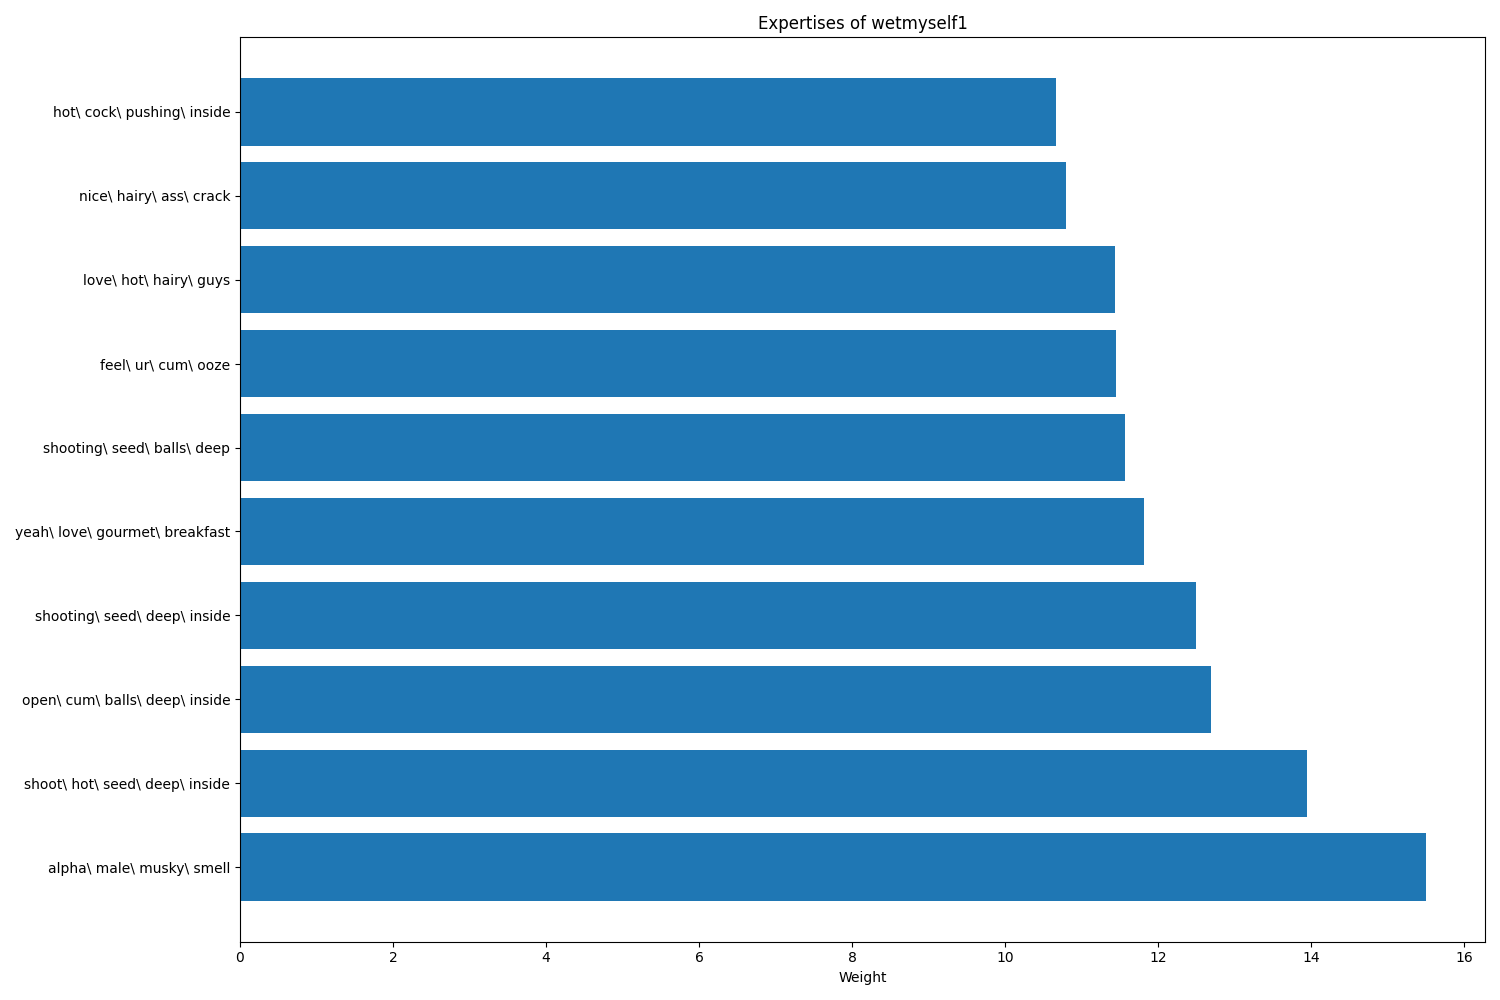 Expertises of wetmyself1
hot\ cock\ pushing\ inside
nice\ hairy\ ass\ crack
love\ hot\ hairy\ guys
feel\ ur\ cum\ ooze
shooting\ seed\ balls\ deep
yeah\ love\ gourmet\ breakfast
shooting\ seed\ deep\ inside
open\ cum\ balls\ deep\ inside
shoot\ hot\ seed\ deep\ inside
alpha\ male\ musky\ smell
0 2 4 6 8 10 12 14 16
Weight